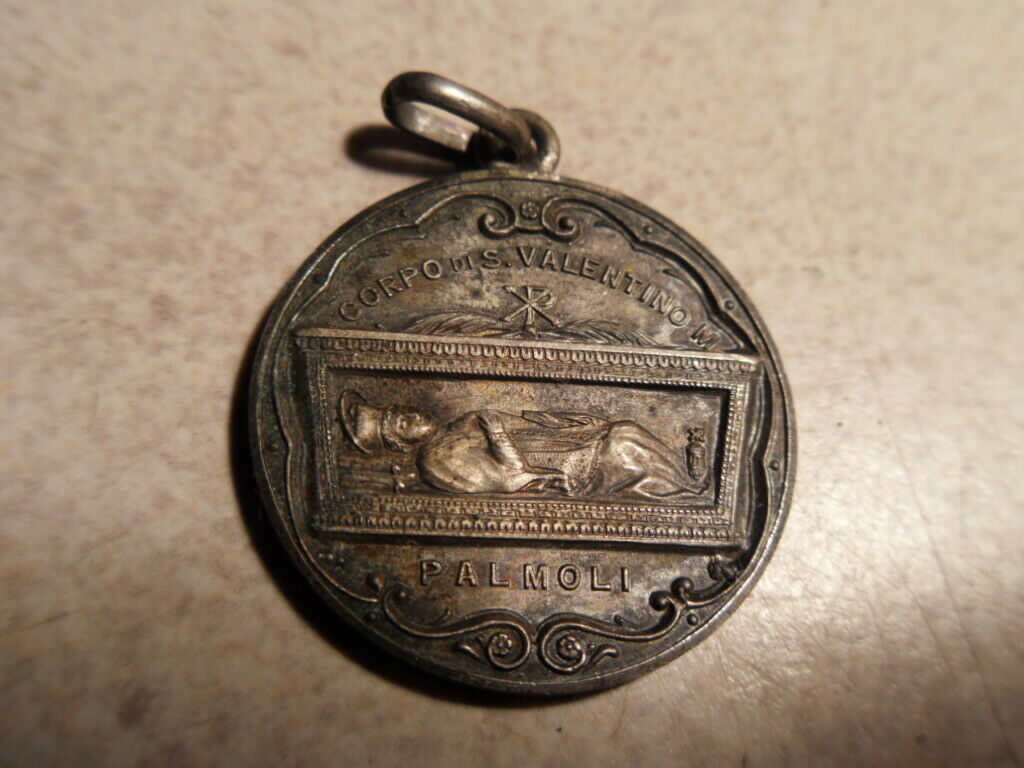 CORPO DI S. VALENTINO M
PALMOLI